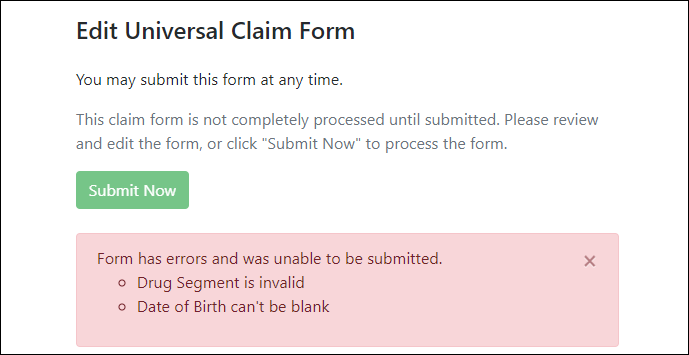 Edit Universal Claim Form
You may submit this form at any time.
This claim form is not completely processed until submitted. Please review
and edit the form, or click "Submit Now" to process the form.
Submit Now
Form has errors and was unable to be submitted.
×
Drug Segment is invalid
Date of Birth can't be blank